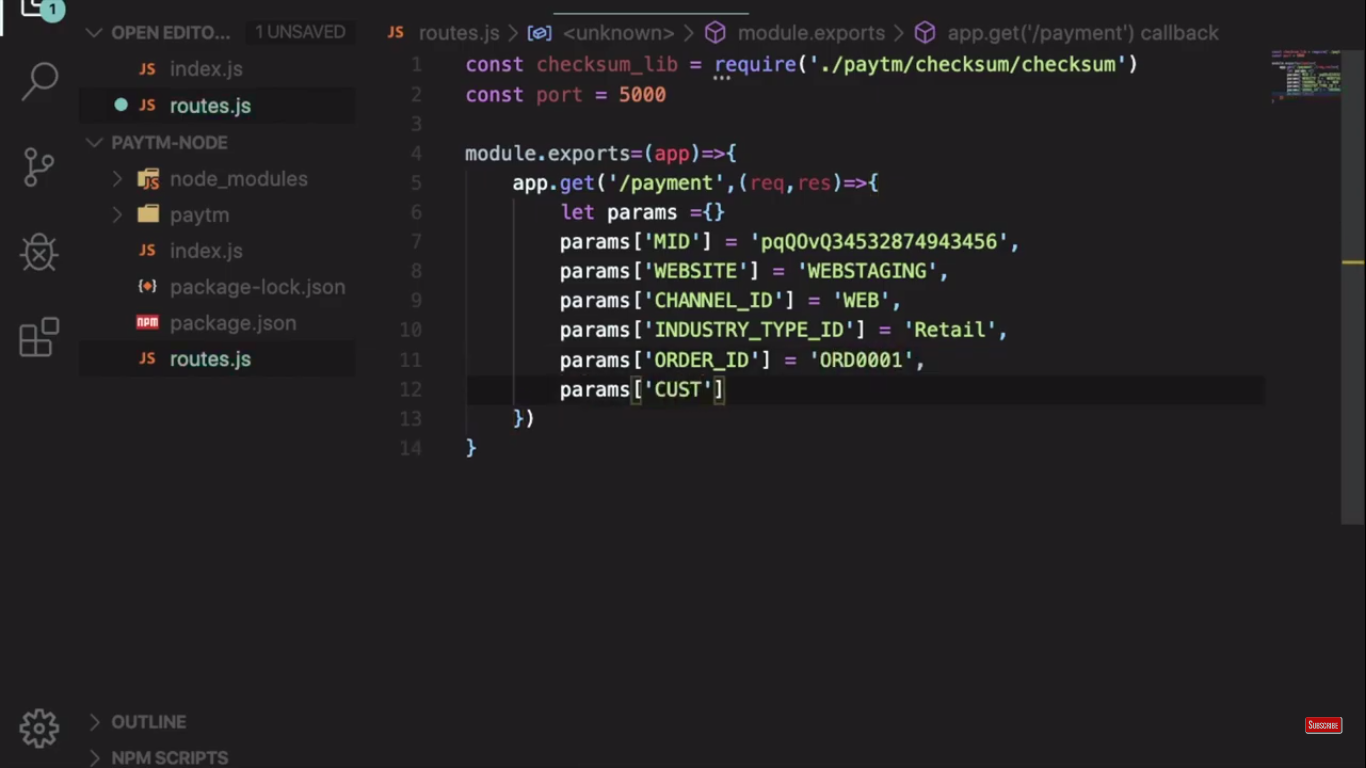 1
OPEN EDITO... 1 UNSAVED
JS index.js
JS routes.js
PAYTM-NODE
JS node_modules
paytm
JS index.js
package-lock.json
npm package.json
JS routes.js
OUTLINE
NPM SCRIPTS
JS routes.js > <unknown> > module.exports > app.get('/payment') callback
1 const checksum_lib = require('./paytm/checksum/checksum')
2 const port = 5000
3
4 module.exports=(app)=>{
5 app.get('/payment',(req,res)=>{
6 let params ={}
7 params['MID'] = 'pqQOvQ34532874943456',
8 params['WEBSITE'] = 'WEBSTAGING',
9 params['CHANNEL_ID'] = 'WEB',
10 params['INDUSTRY_TYPE_ID'] = 'Retail',
11 params['ORDER_ID'] = 'ORD0001',
12 params['CUST']
13 })
14 }
SUBSCRIBE